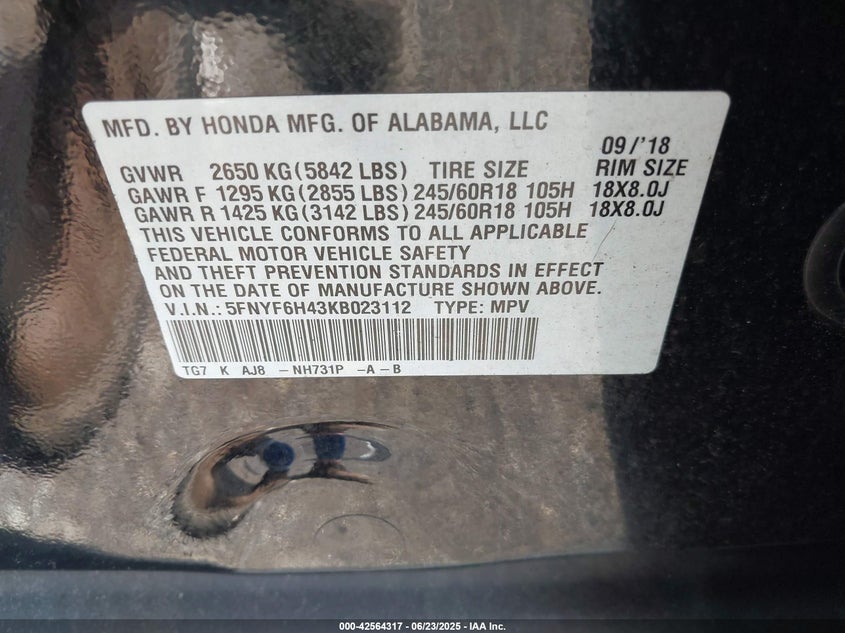 MFD. BY HONDA MFG. OF ALABAMA, LLC
09/'18
GVWR 2650 KG(5842 LBS) TIRE SIZE RIM SIZE
GAWR F 1295 KG(2855 LBS) 245/60R18 105H 18X8.0J
GAWR R 1425 KG(3142 LBS) 245/60R18 105H 18X8.0J
THIS VEHICLE CONFORMS TO ALL APPLICABLE
FEDERAL MOTOR VEHICLE SAFETY
AND THEFT PREVENTION STANDARDS IN EFFECT
ON THE DATE OF MANUFACTURE SHOWN ABOVE.
V.I.N.: 5FNYF6H43KB023112 TYPE: MPV
TG7 K AJ8 -NH731P -A-B
000-42564317 - 06/23/2025 - IAA Inc.